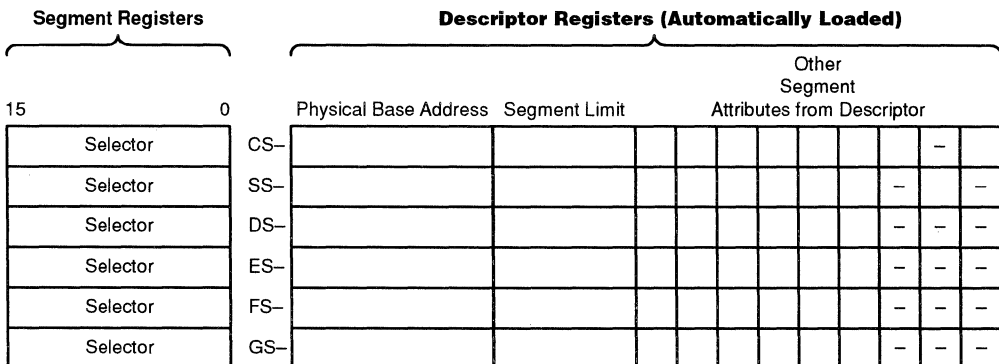 Segment Registers Descriptor Registers (Automatically Loaded)
Other
Segment
15 0 Physical Base Address Segment Limit Attributes from Descriptor
Selector CS– –
Selector SS– – –
Selector DS– – – –
Selector ES– – – –
Selector FS– – – –
Selector GS– – – –